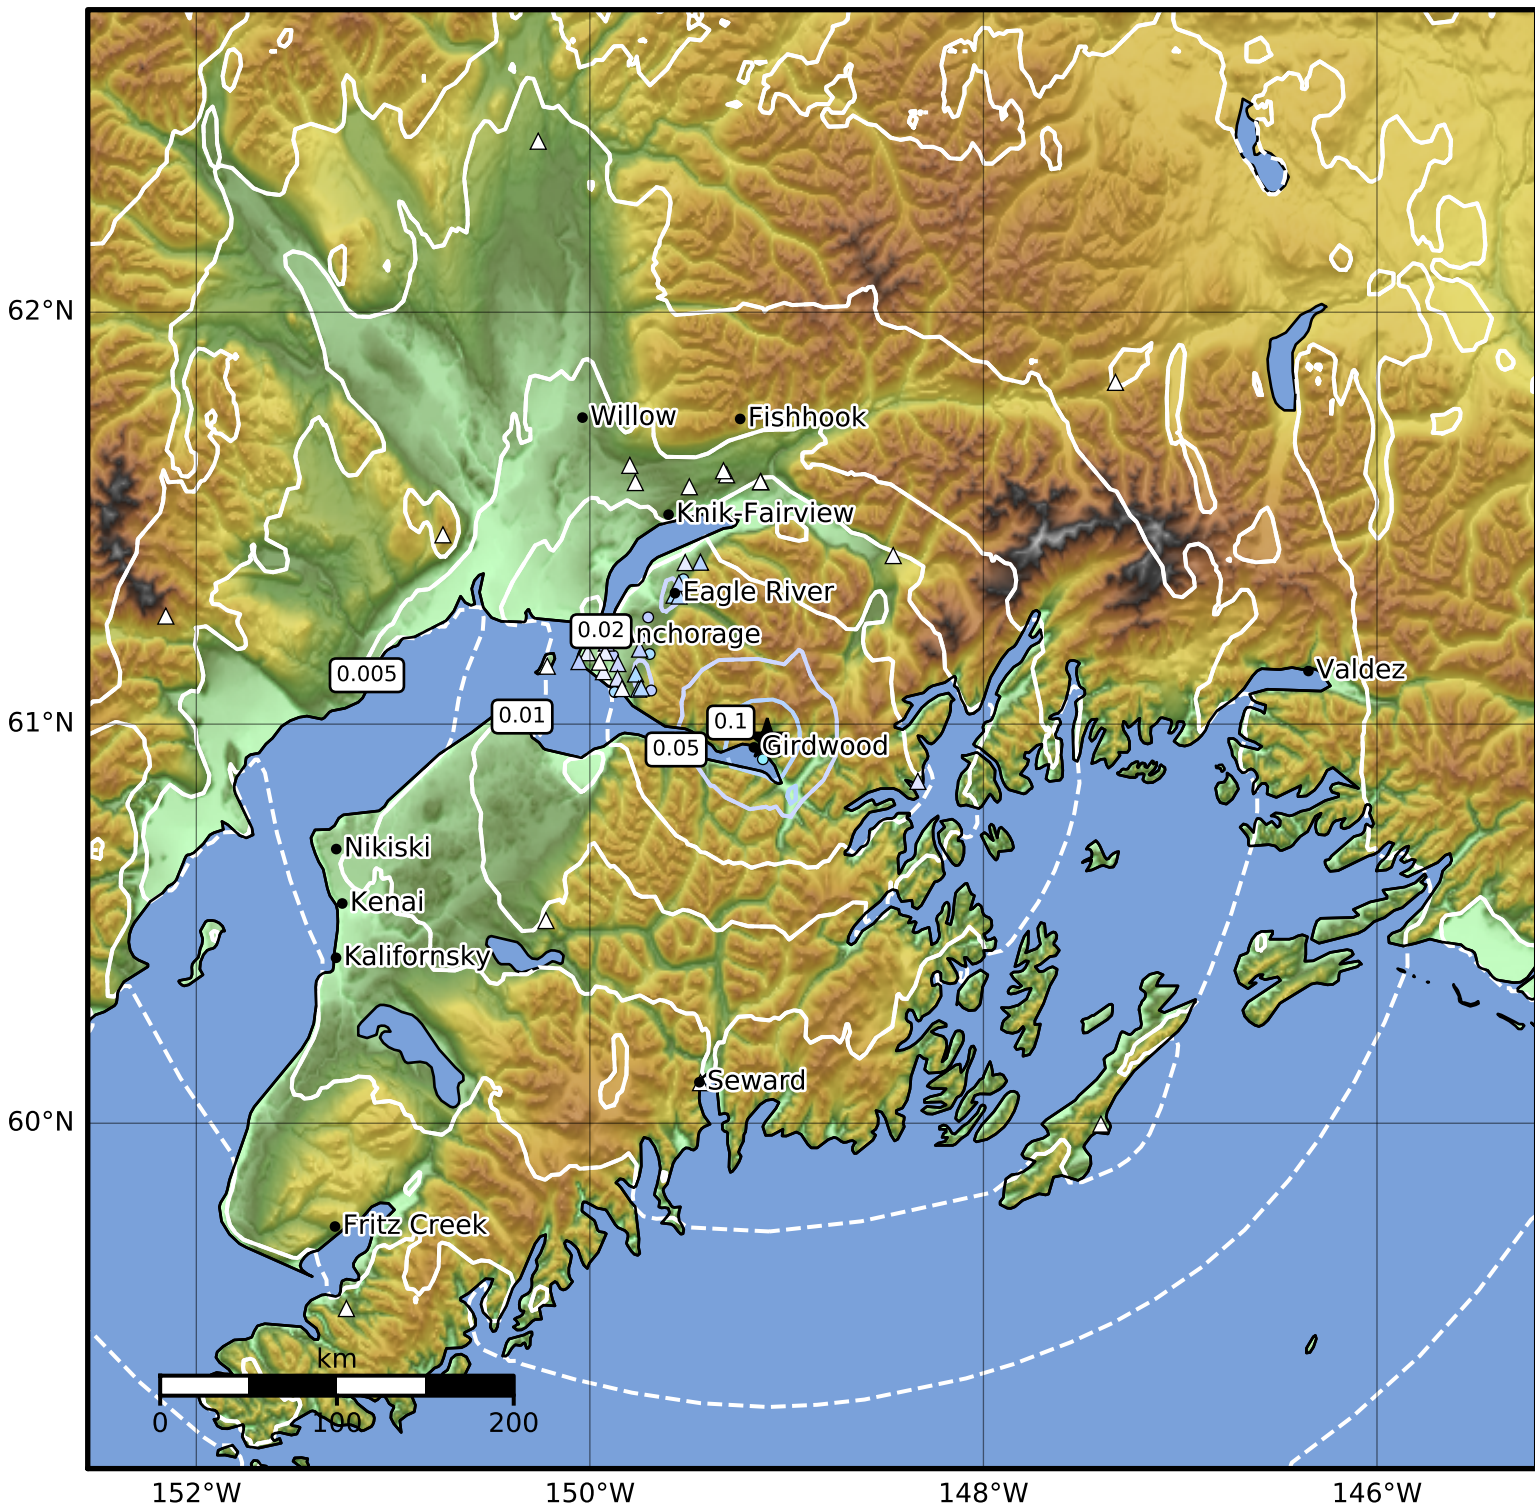 62°N
Willow
Fishhook
Knik-Fairview
Eagle River
0.02
nchorage
0.005
Valdez
0.01
61°N
0.1
0.05
Girdwood
Nikiski
Kenai
Kalifornsky
Seward
60°N
Fritz Creek
km
0 100 200
152°W 150°W 148°W 146°W